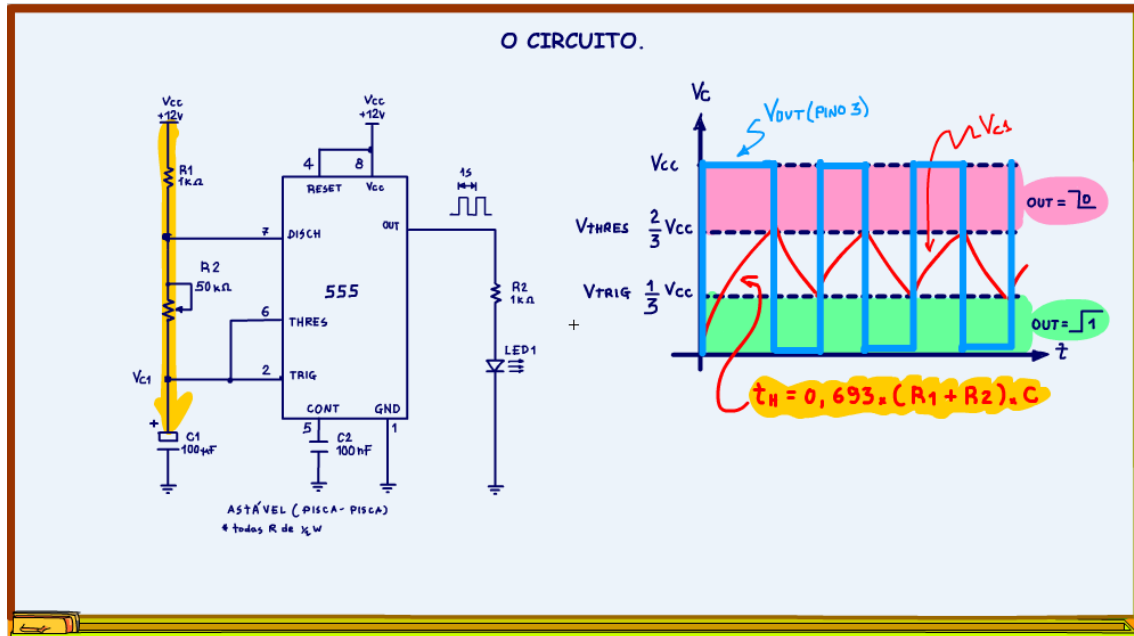 O CIRCUITO.
Vcc
+12V
R1
1KΩ
R2
50KΩ
VC1
+
C1
100µF
Vcc
+12V
4
8
RESET
Vcc
7
DISCH
OUT
555
6
THRES
2
TRIG
CONT
GND
5
1
C2
100nF
1s
R2
1KΩ
LED1
ASTÁVEL (PISCA-PISCA)
* todas R de ½ W
VC
VOUT (PINO 3)
VC1
Vcc
VTHRES 2/3 Vcc
VTRIG 1/3 Vcc
OUT = 0
OUT = 1
t
tH = 0,693 × (R1 + R2) × C